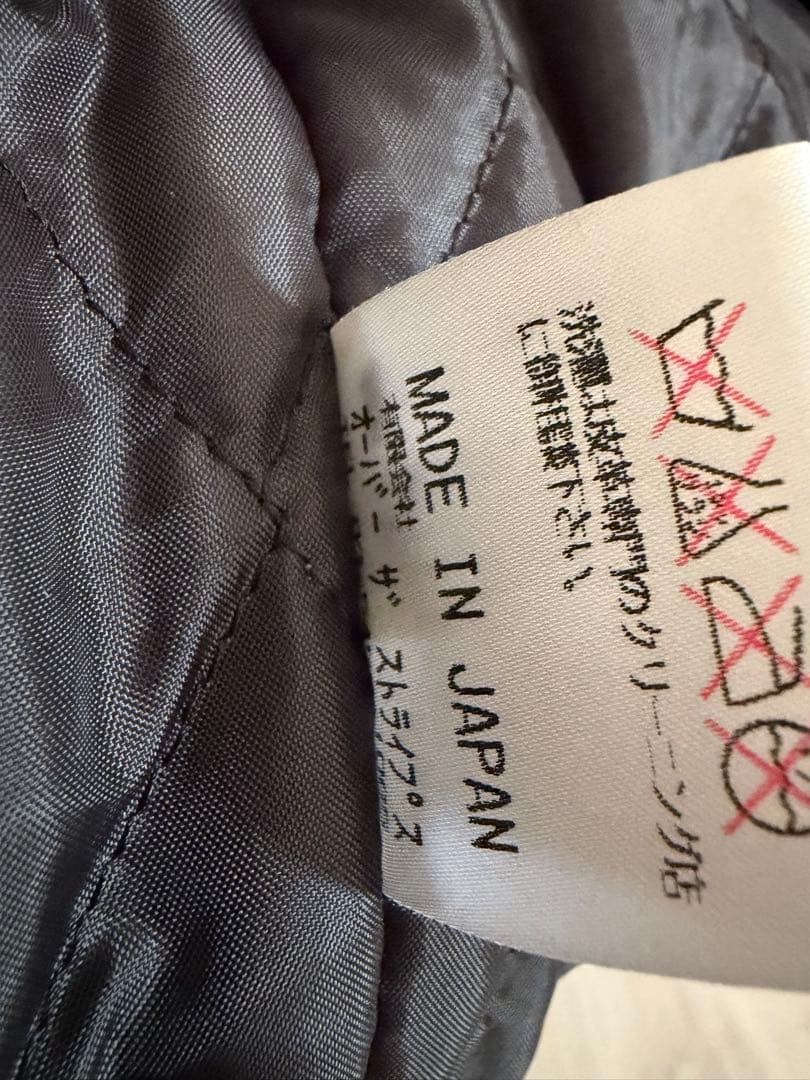 洗濯は皮革専門のクリーニング店
に御依頼下さい。
MADE IN JAPAN
有限会社
オーバー ザ ストライプス